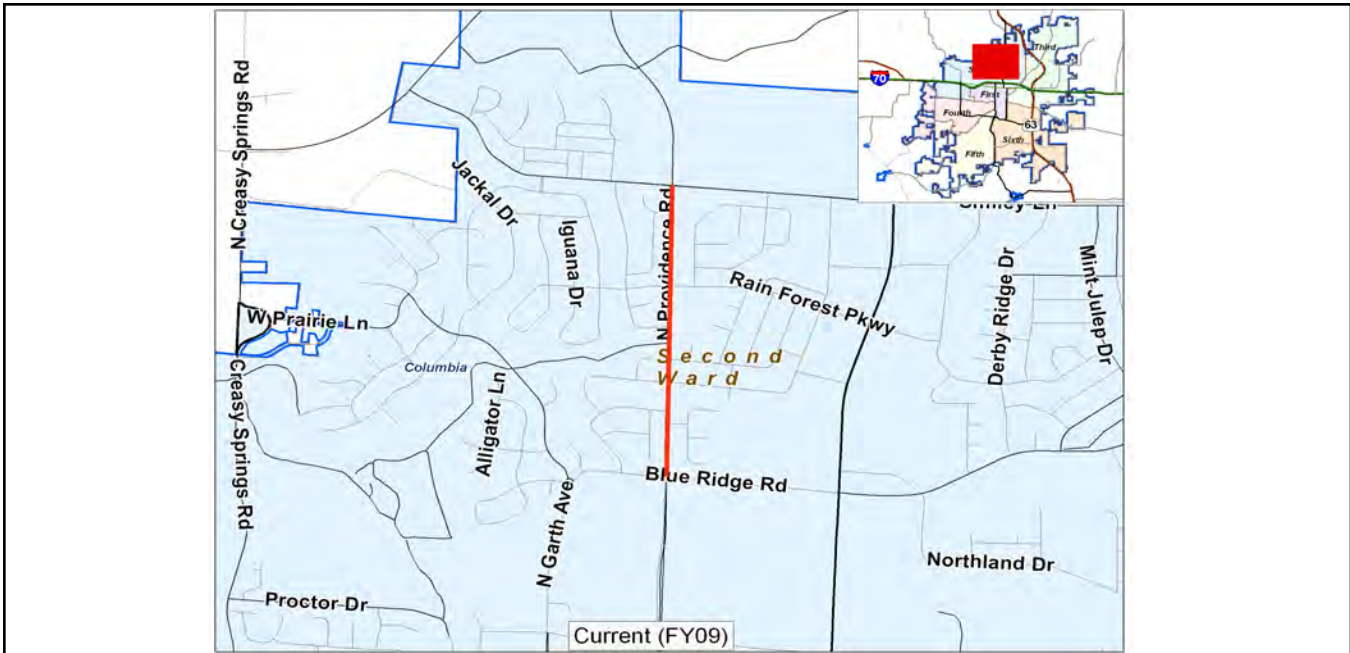 N Creasy Springs Rd
Jackal Dr
Iguana Dr
N Providence Rd
Rain Forest Pkwy
Derby Ridge Dr
Mint Julep Dr
W Prairie Ln
Columbia
Second
Ward
Creasy Springs Rd
Alligator Ln
N Garth Ave
Blue Ridge Rd
Northland Dr
Proctor Dr
Current (FY09)
70
Third
First
Fourth
63
Sixth
Fifth